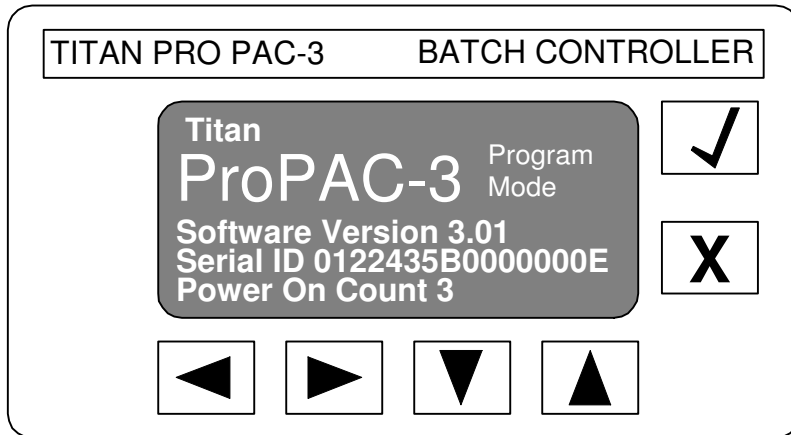 TITAN PRO PAC-3 BATCH CONTROLLER
Titan
ProPAC-3 Program Mode
Software Version 3.01
Serial ID 0122435B0000000E
Power On Count 3
X